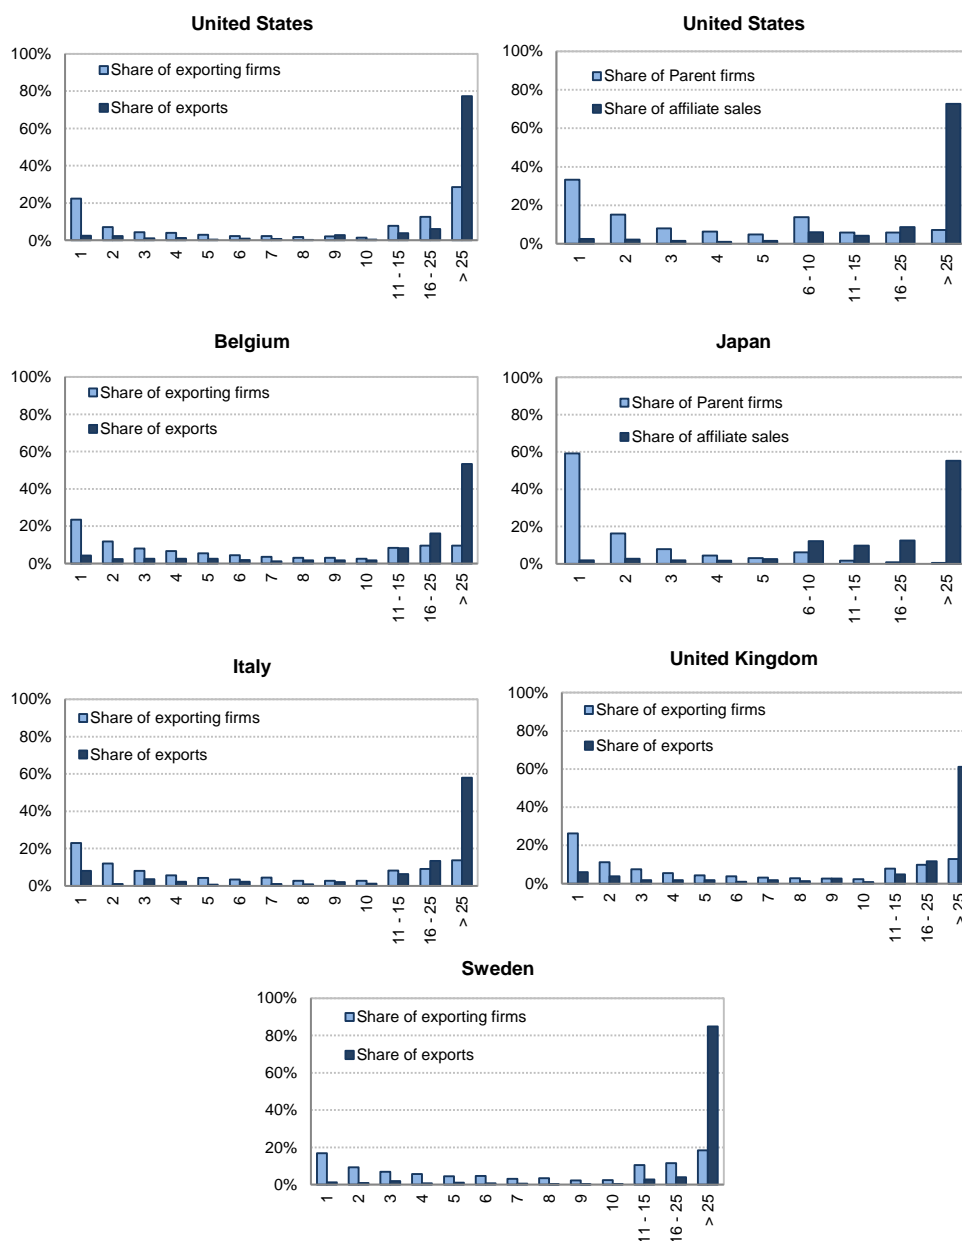 United States
100%
80%
60%
40%
20%
0%
Share of exporting firms
Share of exports
1
2
3
4
5
6
7
8
9
10
11 - 15
16 - 25
> 25
United States
100%
80%
60%
40%
20%
0%
Share of Parent firms
Share of affiliate sales
1
2
3
4
5
6 - 10
11 - 15
16 - 25
> 25
Belgium
100%
80%
60%
40%
20%
0%
Share of exporting firms
Share of exports
1
2
3
4
5
6
7
8
9
10
11 - 15
16 - 25
> 25
Japan
100%
80%
60%
40%
20%
0%
Share of Parent firms
Share of affiliate sales
1
2
3
4
5
6 - 10
11 - 15
16 - 25
> 25
Italy
100%
80%
60%
40%
20%
0%
Share of exporting firms
Share of exports
1
2
3
4
5
6
7
8
9
10
11 - 15
16 - 25
> 25
United Kingdom
100%
80%
60%
40%
20%
0%
Share of exporting firms
Share of exports
1
2
3
4
5
6
7
8
9
10
11 - 15
16 - 25
> 25
Sweden
100%
80%
60%
40%
20%
0%
Share of exporting firms
Share of exports
1
2
3
4
5
6
7
8
9
10
11 - 15
16 - 25
> 25